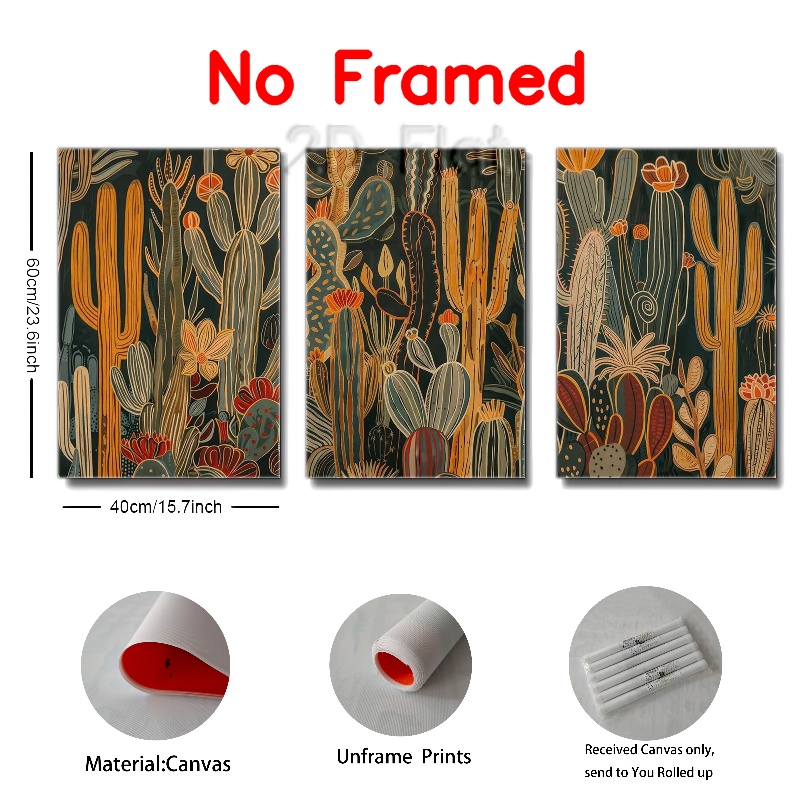 No Framed
2D Flat
60cm/23.6inch
40cm/15.7inch
Material:Canvas
Unframe Prints
Received Canvas only,
send to You Rolled up